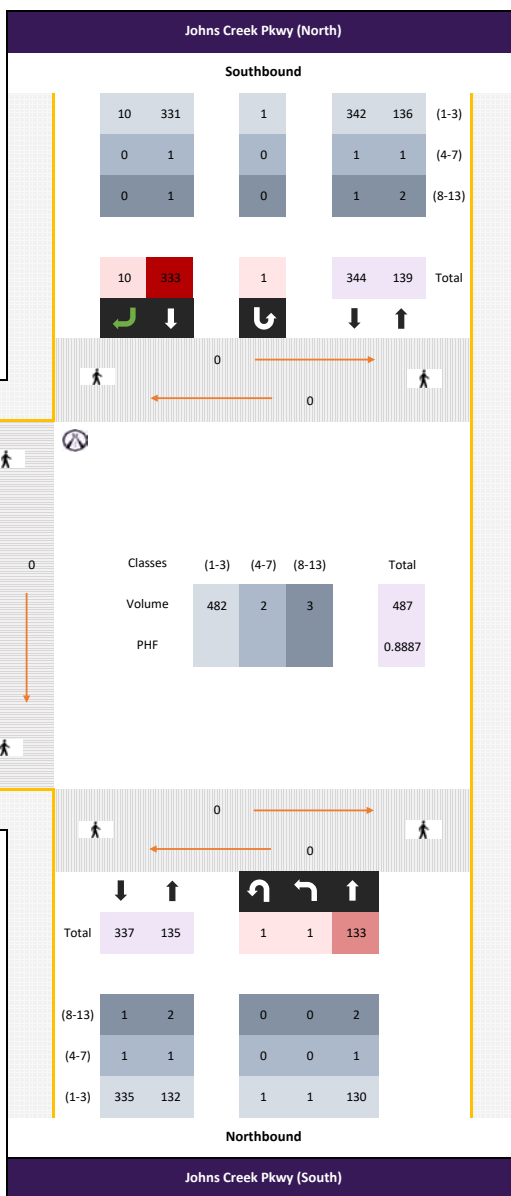 Johns Creek Pkwy (North)
Southbound
10 331 1 342 136 (1-3)
0 1 0 1 1 (4-7)
0 1 0 1 2 (8-13)
10 333 1 344 139 Total
0
0
0
Classes (1-3) (4-7) (8-13) Total
Volume 482 2 3 487
PHF 0.8887
0
0
Total 337 135 1 1 133
(8-13) 1 2 0 0 2
(4-7) 1 1 0 0 1
(1-3) 335 132 1 1 130
Northbound
Johns Creek Pkwy (South)